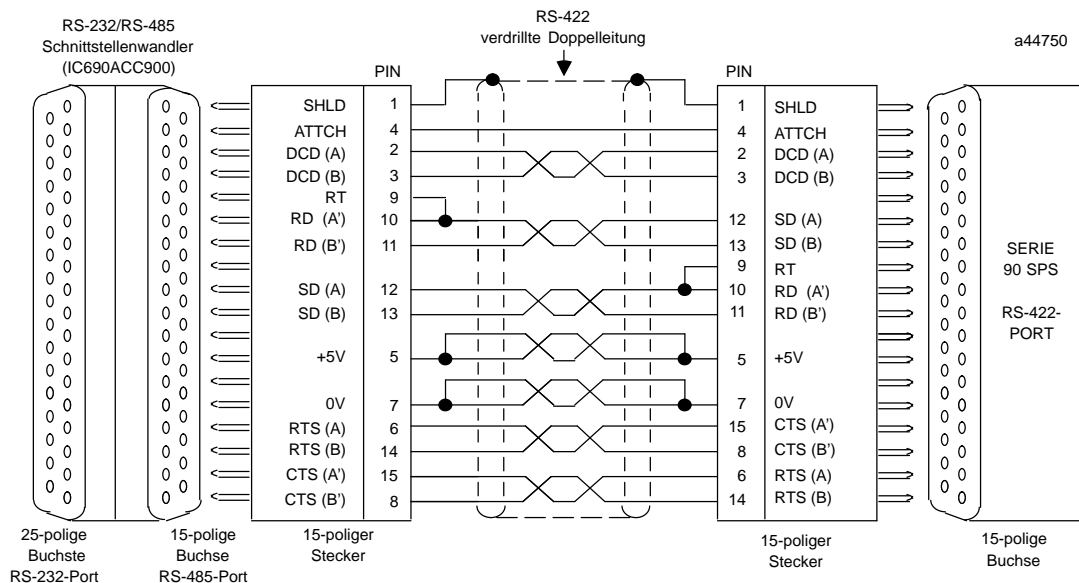 RS-232/RS-485
Schnittstellenwandler
(IC690ACC900)
RS-422
verdrillte Doppelleitung
a44750
PIN
PIN
SHLD 1
1 SHLD
ATTCH 4
4 ATTCH
DCD (A) 2
2 DCD (A)
DCD (B) 3
3 DCD (B)
RT 9
RD (A') 10
12 SD (A)
RD (B') 11
13 SD (B)
9 RT
SD (A) 12
10 RD (A')
SD (B) 13
11 RD (B')
+5V 5
5 +5V
0V 7
7 0V
RTS (A) 6
15 CTS (A')
RTS (B) 14
8 CTS (B')
CTS (A') 15
6 RTS (A)
CTS (B') 8
14 RTS (B)
SERIE
90 SPS
RS-422-
PORT
25-polige
Buchste
RS-232-Port
15-polige
Buchse
RS-485-Port
15-poliger
Stecker
15-poliger
Stecker
15-polige
Buchse